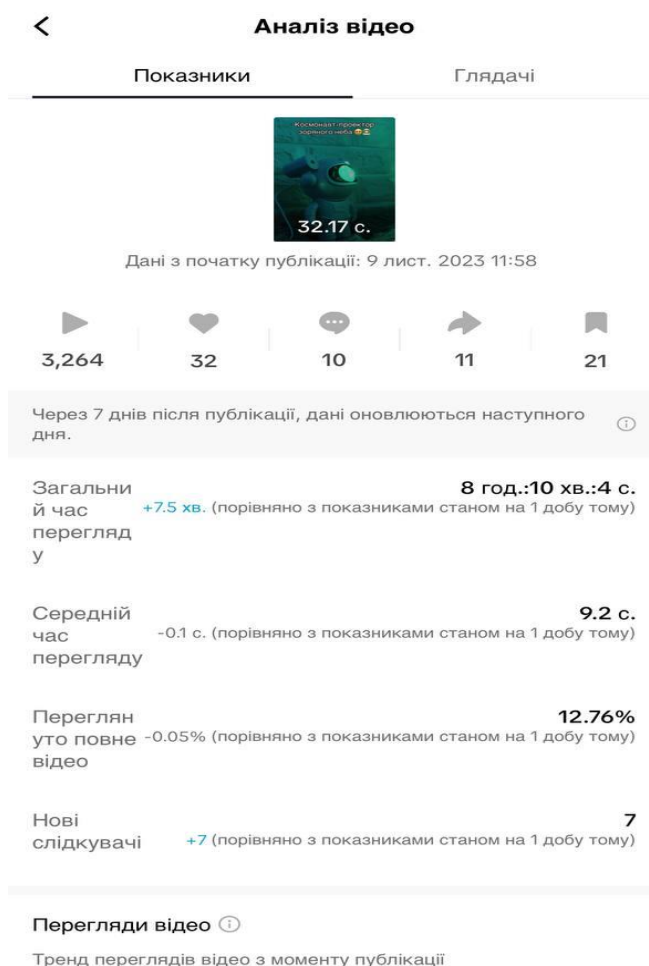 Аналіз відео
Показники
Глядачі
Космонавт-проектор
зоряного неба
32.17 с.
Дані з початку публікації: 9 лист. 2023 11:58
3,264
32
10
11
21
Через 7 днів після публікації, дані оновлюються наступного
дня.
Загальни
й час
перегляд
у
8 год.:10 хв.:4 с.
+7.5 хв. (порівняно з показниками станом на 1 добу тому)
Середній
час
перегляду
9.2 с.
-0.1 с. (порівняно з показниками станом на 1 добу тому)
Переглян
уто повне
відео
12.76%
-0.05% (порівняно з показниками станом на 1 добу тому)
Нові
слідкувачі
7
+7 (порівняно з показниками станом на 1 добу тому)
Перегляди відео
Тренд переглядів відео з моменту публікації